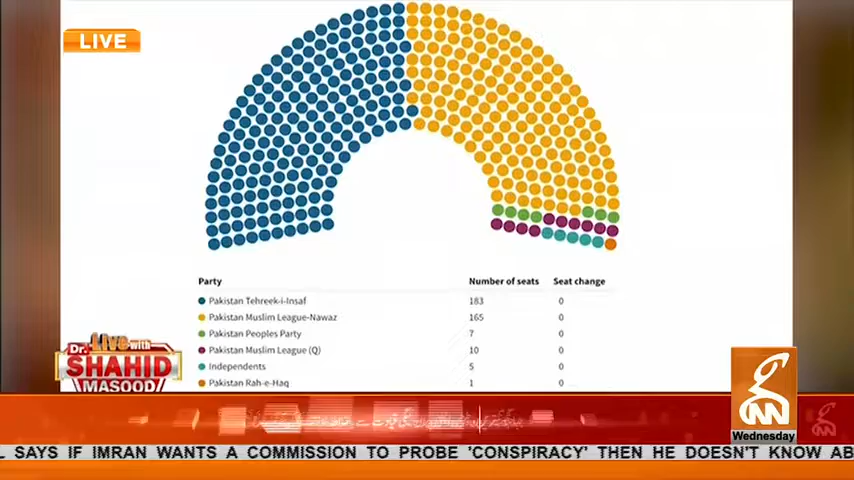 LIVE
Party Number of seats Seat change
Pakistan Tehreek-i-Insaf 183 0
Pakistan Muslim League-Nawaz 165 0
Pakistan Peoples Party 7 0
Pakistan Muslim League (Q) 10 0
Independents 5 0
Pakistan Rah-e-Haq 1 0
Dr. Live with
SHAHID
MASOOD
GNN
Wednesday
SAYS IF IMRAN WANTS A COMMISSION TO PROBE 'CONSPIRACY' THEN HE DOESN'T KNOW AB